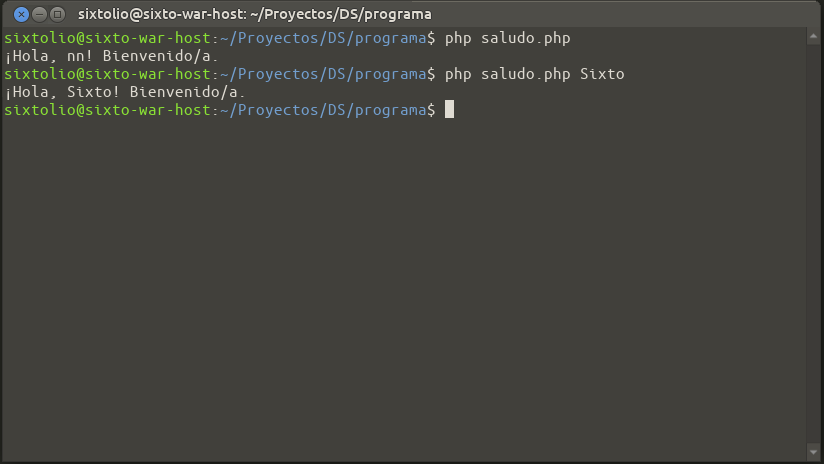 sixtolio@sixto-war-host: ~/Proyectos/DS/programa
sixtolio@sixto-war-host:~/Proyectos/DS/programa$ php saludo.php
¡Hola, nn! Bienvenido/a.
sixtolio@sixto-war-host:~/Proyectos/DS/programa$ php saludo.php Sixto
¡Hola, Sixto! Bienvenido/a.
sixtolio@sixto-war-host:~/Proyectos/DS/programa$